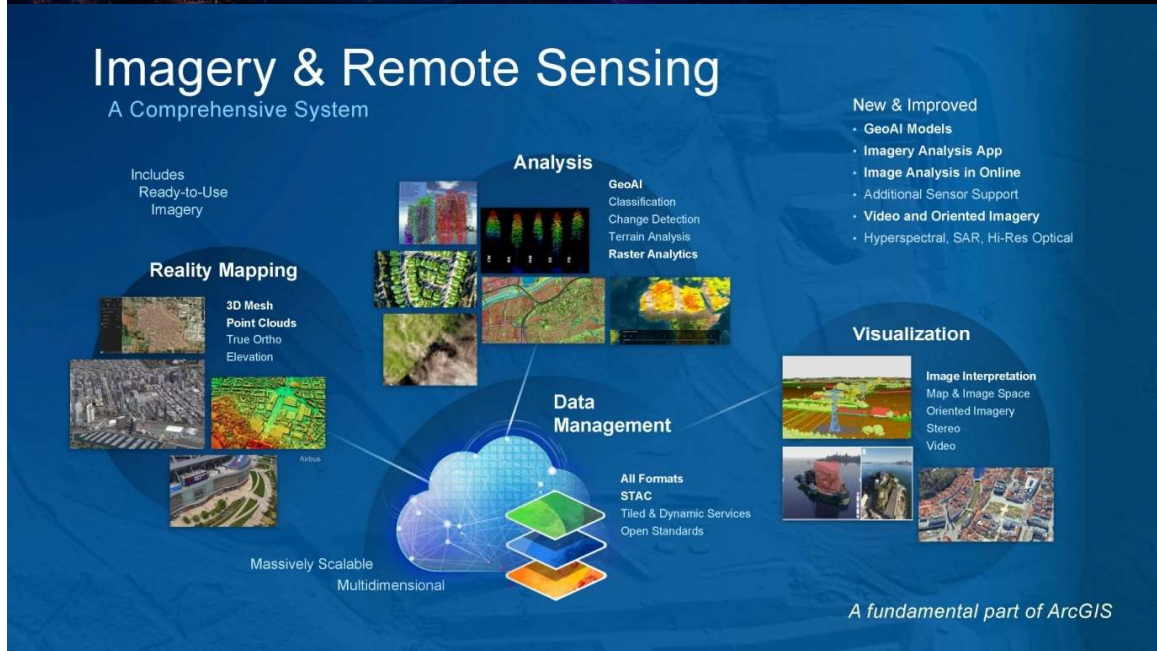 Imagery & Remote Sensing
A Comprehensive System
Includes
Ready-to-Use
Imagery
New & Improved
• GeoAI Models
• Imagery Analysis App
• Image Analysis in Online
• Additional Sensor Support
• Video and Oriented Imagery
• Hyperspectral, SAR, Hi-Res Optical
Analysis
GeoAI
Classification
Change Detection
Terrain Analysis
Raster Analytics
Reality Mapping
3D Mesh
Point Clouds
True Ortho
Elevation
Airbus
Visualization
Image Interpretation
Map & Image Space
Oriented Imagery
Stereo
Video
Data
Management
All Formats
STAC
Tiled & Dynamic Services
Open Standards
Massively Scalable
Multidimensional
A fundamental part of ArcGIS